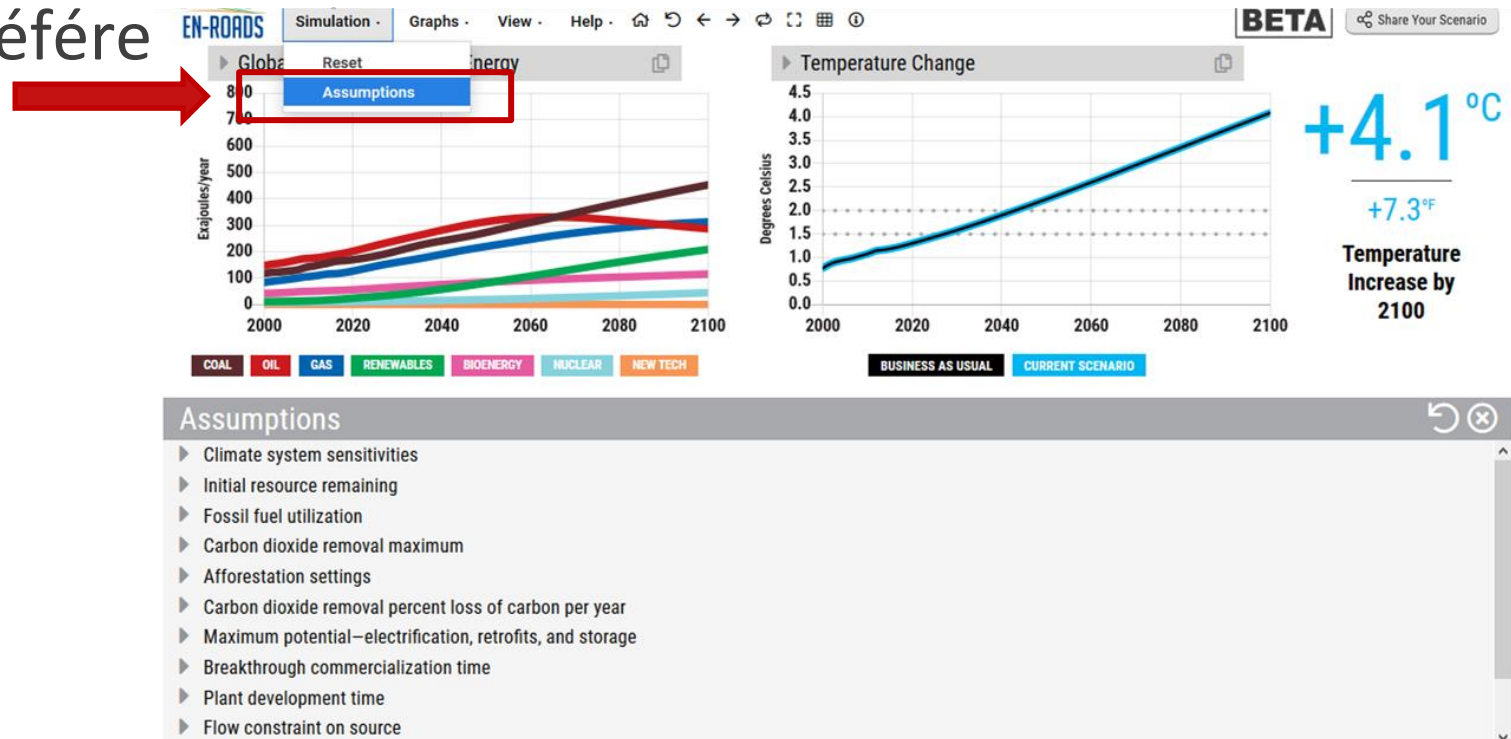 éfére
EN-ROADS Simulation · Graphs · View · Help · BETA Share Your Scenario
Reset
Assumptions
Energy
Temperature Change
800
600
500
400
300
200
100
0
Exajoules/year
2000 2020 2040 2060 2080 2100
COAL OIL GAS RENEWABLES BIOENERGY NUCLEAR NEW TECH
4.5
4.0
3.5
3.0
2.5
2.0
1.5
1.0
0.5
0.0
Degrees Celsius
2000 2020 2040 2060 2080 2100
BUSINESS AS USUAL CURRENT SCENARIO
+4.1°C
+7.3°F
Temperature
Increase by
2100
Assumptions
Climate system sensitivities
Initial resource remaining
Fossil fuel utilization
Carbon dioxide removal maximum
Afforestation settings
Carbon dioxide removal percent loss of carbon per year
Maximum potential—electrification, retrofits, and storage
Breakthrough commercialization time
Plant development time
Flow constraint on source